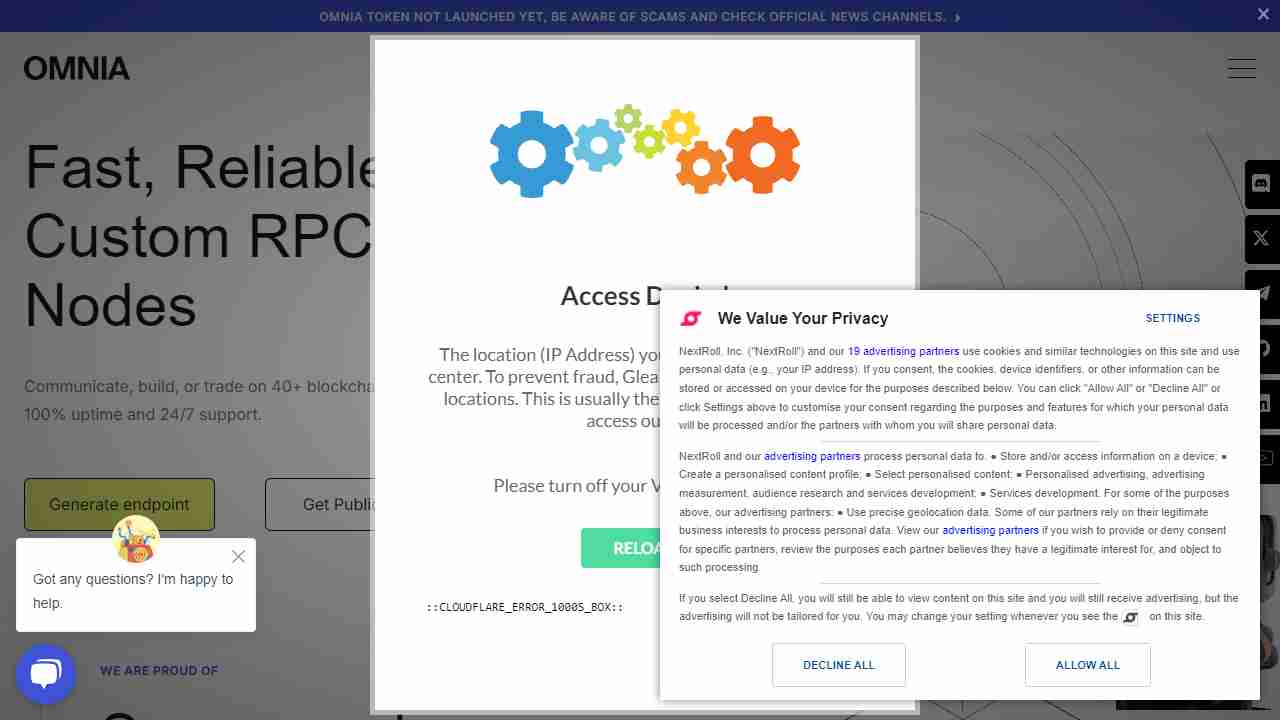 OMNIA TOKEN NOT LAUNCHED YET, BE AWARE OF SCAMS AND CHECK OFFICIAL NEWS CHANNELS.
OMNIA
Fast, Reliable
Custom RPC
Nodes
Communicate, build, or trade on 40+
100% uptime and 24/7 support.
Generate endpoint
Get
Got any questions? I'm happy to
help.
WE ARE PROUD OF
Access
The location (IP Address)
center. To prevent fraud,
locations. This is usually the
access
Please turn off your
::CLOUDFLARE_ERROR_1000S_BOX::
We Value Your Privacy
SETTINGS
NextRoll, Inc. ("NextRoll") and our 19 advertising partners use cookies and similar technologies on this site and use
personal data (e.g., your IP address). If you consent, the cookies, device identifiers, or other information can be
stored or accessed on your device for the purposes described below. You can click "Allow All" or "Decline All" or
click Settings above to customise your consent regarding the purposes and features for which your personal data
will be processed and/or the partners with whom you will share personal data.
NextRoll and our advertising partners process personal data to: ● Store and/or access information on a device; ●
Create a personalised content profile; ● Select personalised content; ● Personalised advertising, advertising
measurement, audience research and services development; ● Services development. For some of the purposes
above, our advertising partners: ● Use precise geolocation data. Some of our partners rely on their legitimate
business interests to process personal data. View our advertising partners if you wish to provide or deny consent
for specific partners, review the purposes each partner believes they have a legitimate interest for, and object to
such processing.
If you select Decline All, you will still be able to view content on this site and you will still receive advertising, but the
advertising will not be tailored for you. You may change your setting whenever you see the on this site.
DECLINE ALL
ALLOW ALL